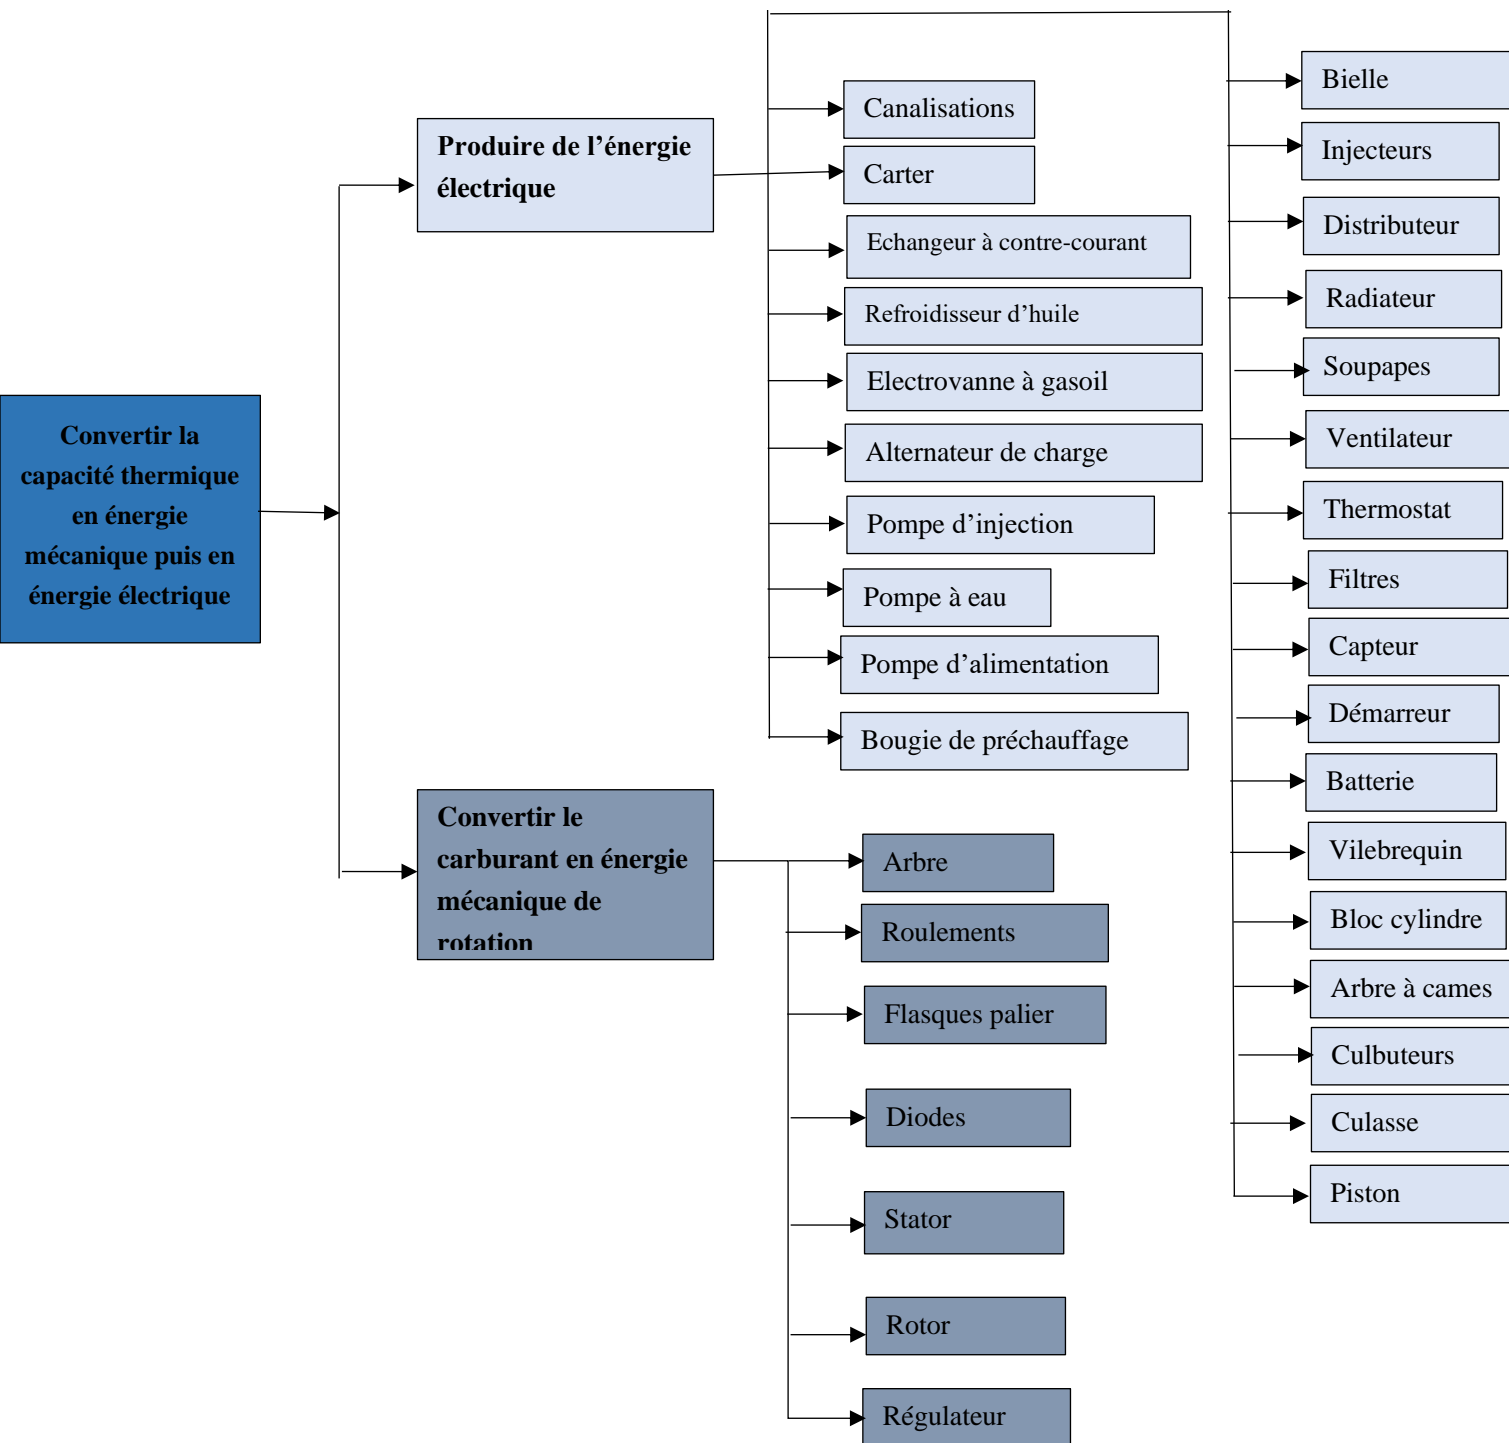 Convertir la
capacité thermique
en énergie
mécanique puis en
énergie électrique
Produire de l’énergie
électrique
Canalisations
Carter
Echangeur à contre-courant
Refroidisseur d’huile
Electrovanne à gasoil
Alternateur de charge
Pompe d’injection
Pompe à eau
Pompe d’alimentation
Bougie de préchauffage
Bielle
Injecteurs
Distributeur
Radiateur
Soupapes
Ventilateur
Thermostat
Filtres
Capteur
Démarreur
Batterie
Vilebrequin
Bloc cylindre
Arbre à cames
Culbuteurs
Culasse
Piston
Convertir le
carburant en énergie
mécanique de
rotation
Arbre
Roulements
Flasques palier
Diodes
Stator
Rotor
Régulateur